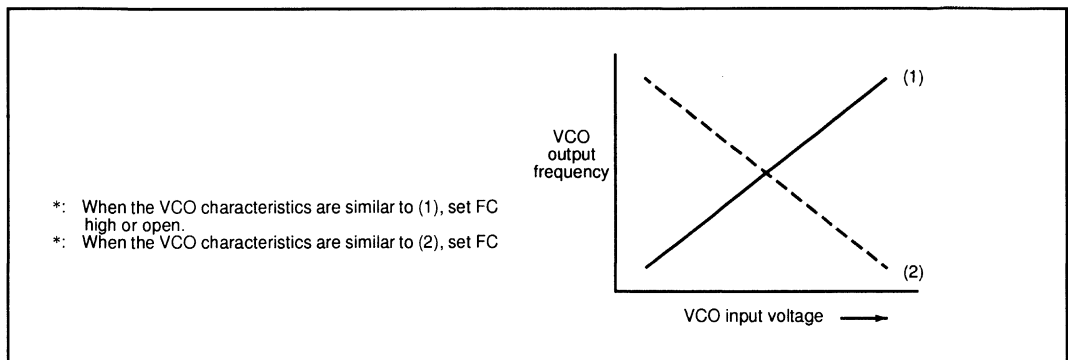 (1)
VCO
output
frequency
*: When the VCO characteristics are similar to (1), set FC
high or open.
*: When the VCO characteristics are similar to (2), set FC
(2)
VCO input voltage